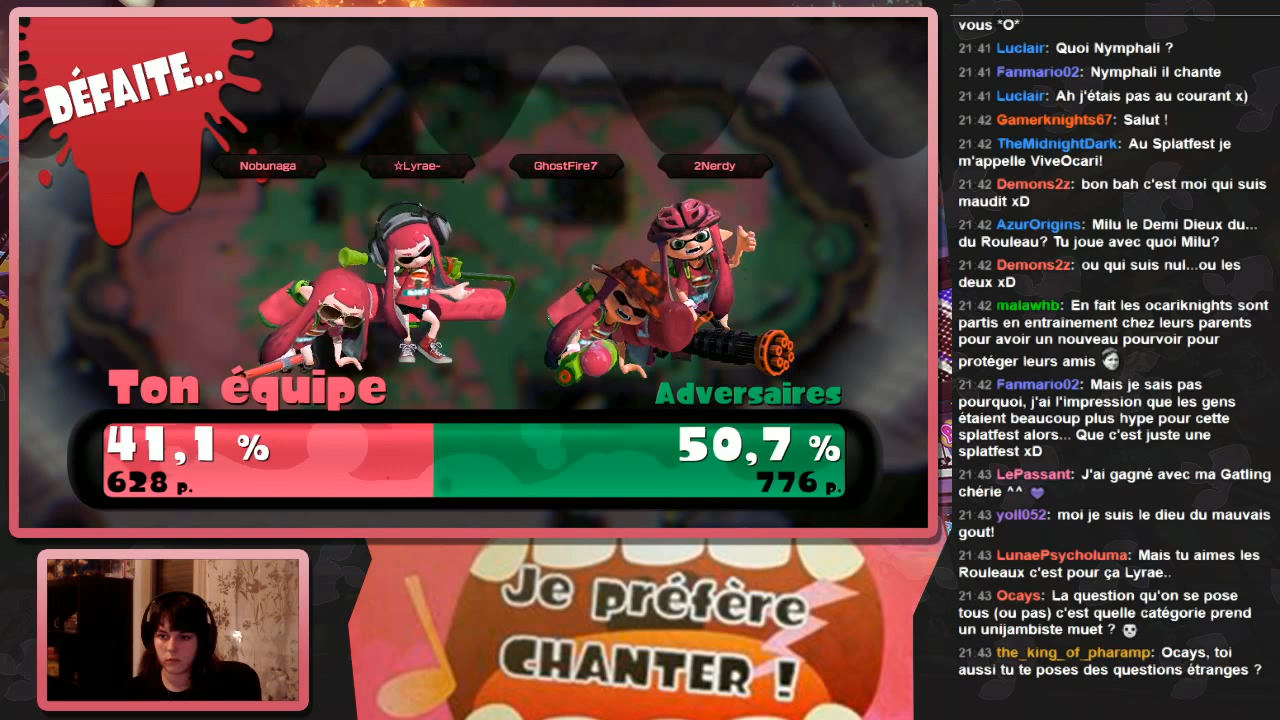 DÉFAITE...
Nobunaga
☆Lyrae-
GhostFire7
2Nerdy
Ton équipe
Adversaires
41,1 %
50,7 %
628 p.
776 p.
Je préfère
CHANTER !
vous *O*
21:41 Luclair: Quoi Nymphali ?
21:41 Fanmario02: Nymphali il chante
21:41 Luclair: Ah j'étais pas au courant x)
21:42 Gamerknights67: Salut !
21:42 TheMidnightDark: Au Splatfest je
m'appelle ViveOcari!
21:42 Demons2z: bon bah c'est moi qui suis
maudit xD
21:42 AzurOrigins: Milu le Demi Dieux du...
du Rouleau? Tu joue avec quoi Milu?
21:42 Demons2z: ou qui suis nul...ou les
deux xD
21:42 malawhb: En fait les ocariknights sont
partis en entrainement chez leurs parents
pour avoir un nouveau pourvoir pour
protéger leurs amis
21:42 Fanmario02: Mais je sais pas
pourquoi, j'ai l'impression que les gens
étaient beaucoup plus hype pour cette
splatfest alors... Que c'est juste une
splatfest xD
21:43 LePassant: J'ai gagné avec ma Gatling
chérie ^^ 💜
21:43 yoll052: moi je suis le dieu du mauvais
gout!
21:43 LunaePsycholuma: Mais tu aimes les
Rouleaux c'est pour ça Lyrae..
21:43 Ocays: La question qu'on se pose
tous (ou pas) c'est quelle catégorie prend
un unijambiste muet ?
21:43 the_king_of_pharamp: Ocays, toi
aussi tu te poses des questions étranges ?